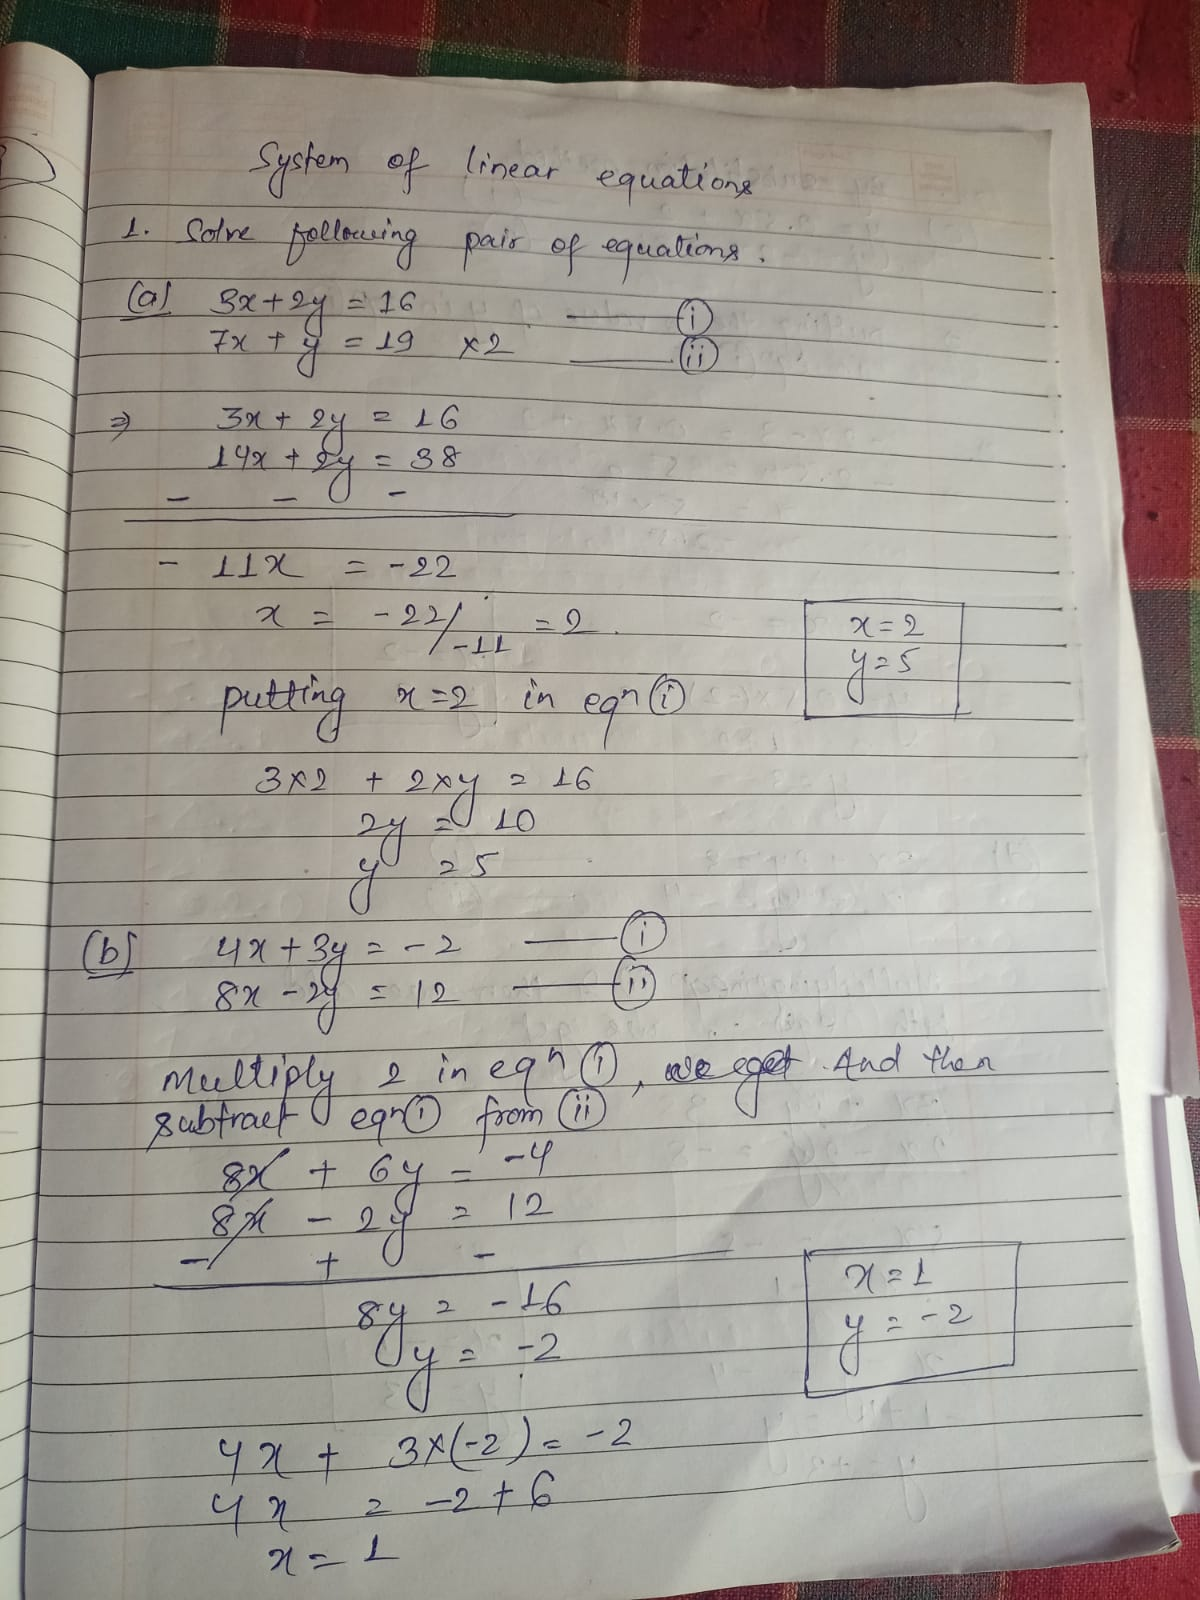 System of linear equations
1. Solve following pair of equations.
(a) 3x + 2y = 16 —— (i)
7x + y = 19 ×2 —— (ii)
⇒ 3x + 2y = 16
14x + 2y = 38
- - -
- 11x = -22
x = -22/-11 = 2.
x = 2
y = 5
putting x=2 in eqn (i)
3×2 + 2×y = 16
2y = 10
y = 5
(b) 4x + 3y = -2 —— (i)
8x - 2y = 12 —— (ii)
Multiply 2 in eqn (i), we get And then
subtract eqn (i) from (ii)
8x + 6y = -4
8x - 2y = 12
- + -
8y = -16
y = -2
x = 1
y = -2
4x + 3×(-2) = -2
4x = -2 + 6
x = 1